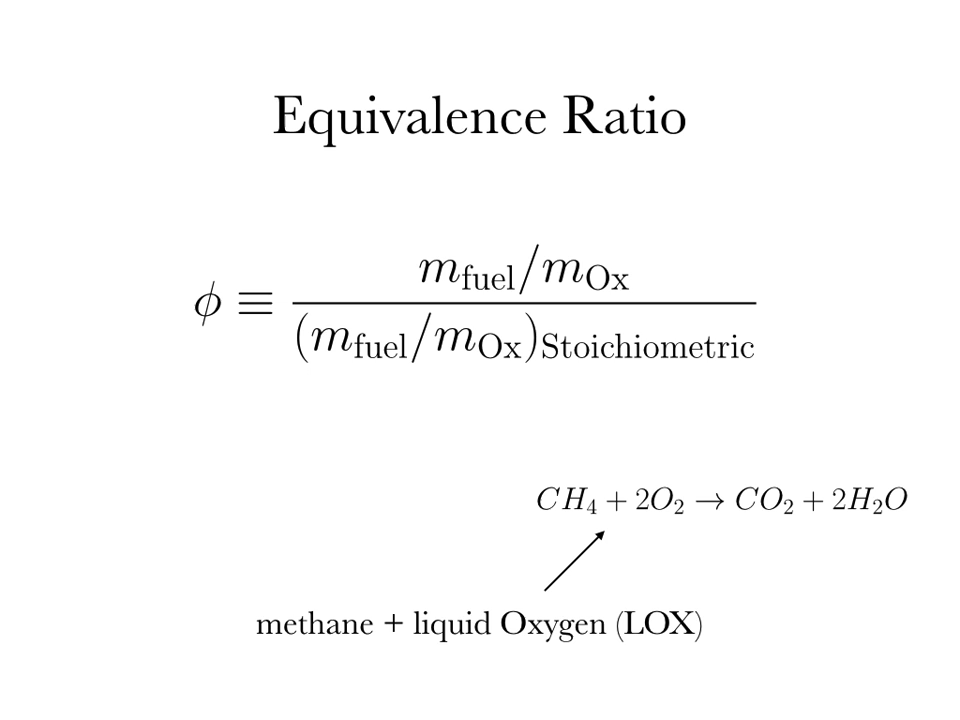 Equivalence Ratio
ϕ ≡ m_fuel/m_Ox / (m_fuel/m_Ox)_Stoichiometric
CH₄ + 2O₂ → CO₂ + 2H₂O
methane + liquid Oxygen (LOX)